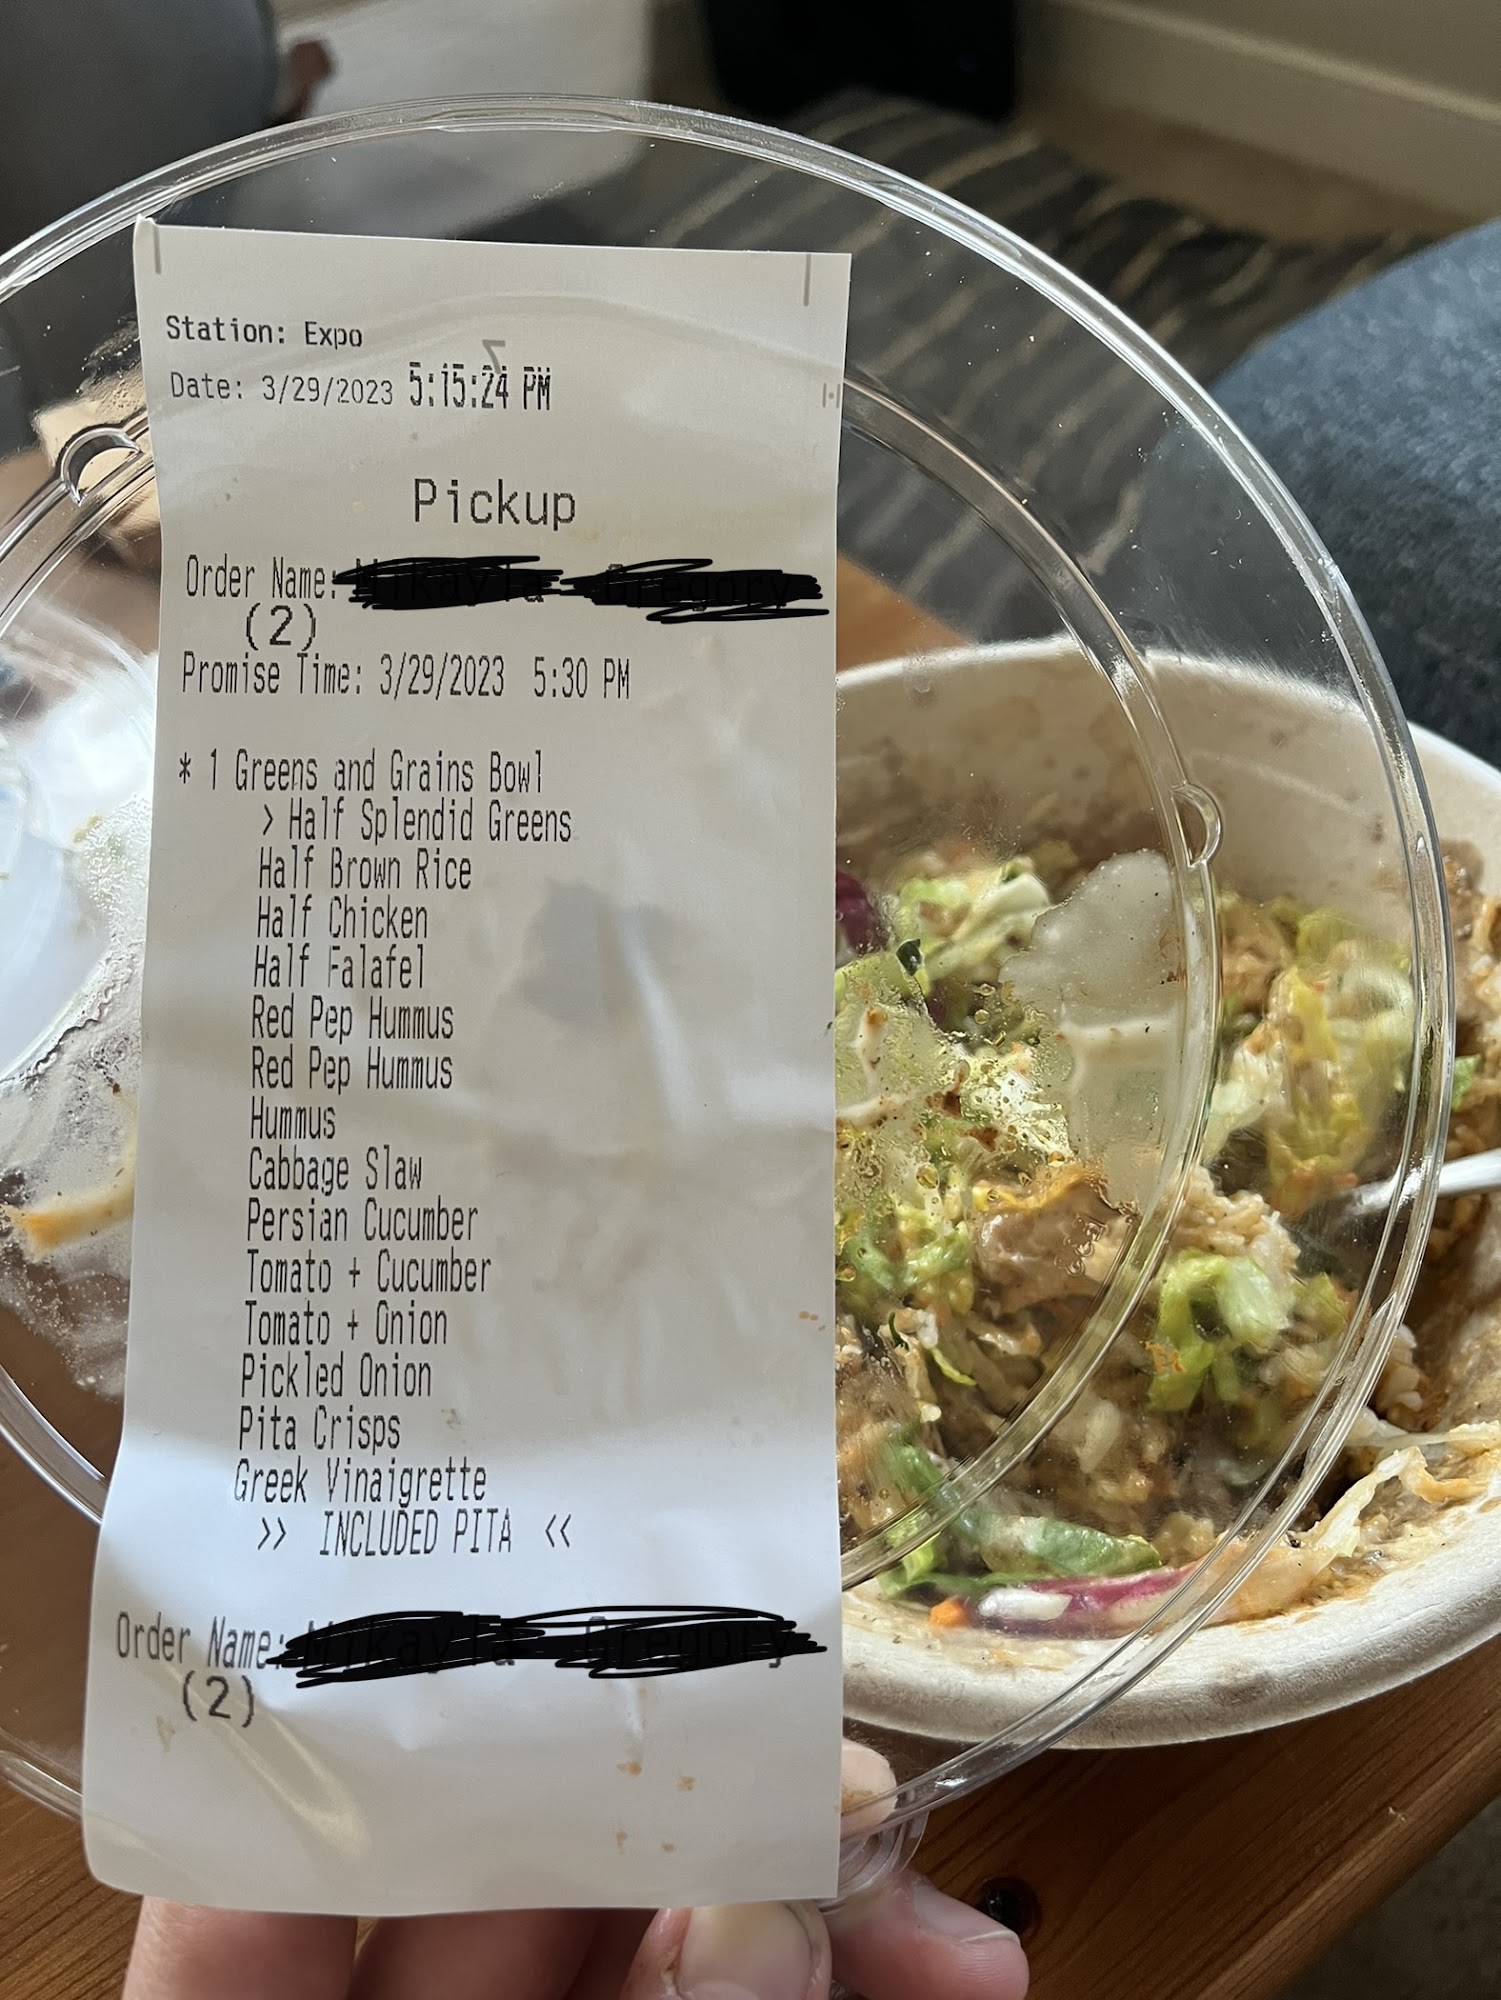 Station: Expo
Date: 3/29/2023 5:15:24 PM
Pickup
Order Name:
(2)
Promise Time: 3/29/2023 5:30 PM
* 1 Greens and Grains Bowl
> Half Splendid Greens
Half Brown Rice
Half Chicken
Half Falafel
Red Pep Hummus
Red Pep Hummus
Hummus
Cabbage Slaw
Persian Cucumber
Tomato + Cucumber
Tomato + Onion
Pickled Onion
Pita Crisps
Greek Vinaigrette
>> INCLUDED PITA <<
Order Name:
(2)